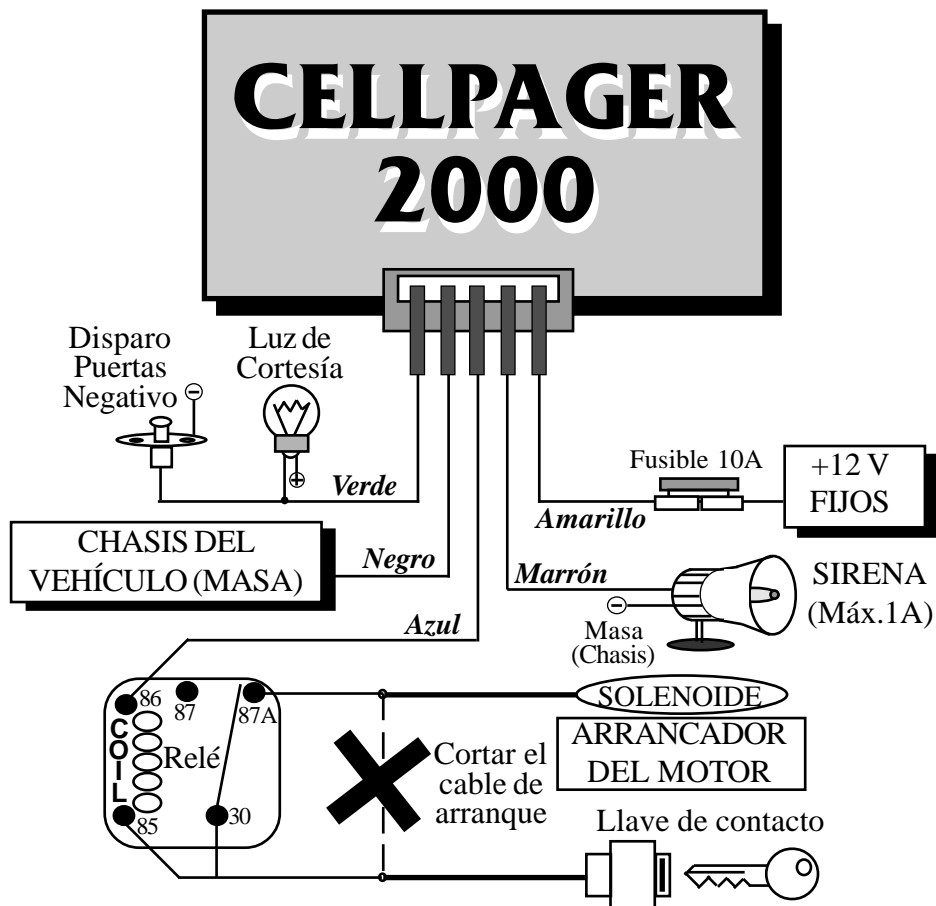 CELLPAGER
2000
Disparo
Puertas
Negativo
Luz de
Cortesía
Verde
Fusible 10A
+12 V
FIJOS
Amarillo
CHASIS DEL
VEHÍCULO (MASA)
Negro
Marrón
SIRENA
(Máx.1A)
Masa
(Chasis)
Azul
86
87
87A
COIL
Relé
85
30
SOLENOIDE
ARRANCADOR
DEL MOTOR
Cortar el
cable de
arranque
Llave de contacto